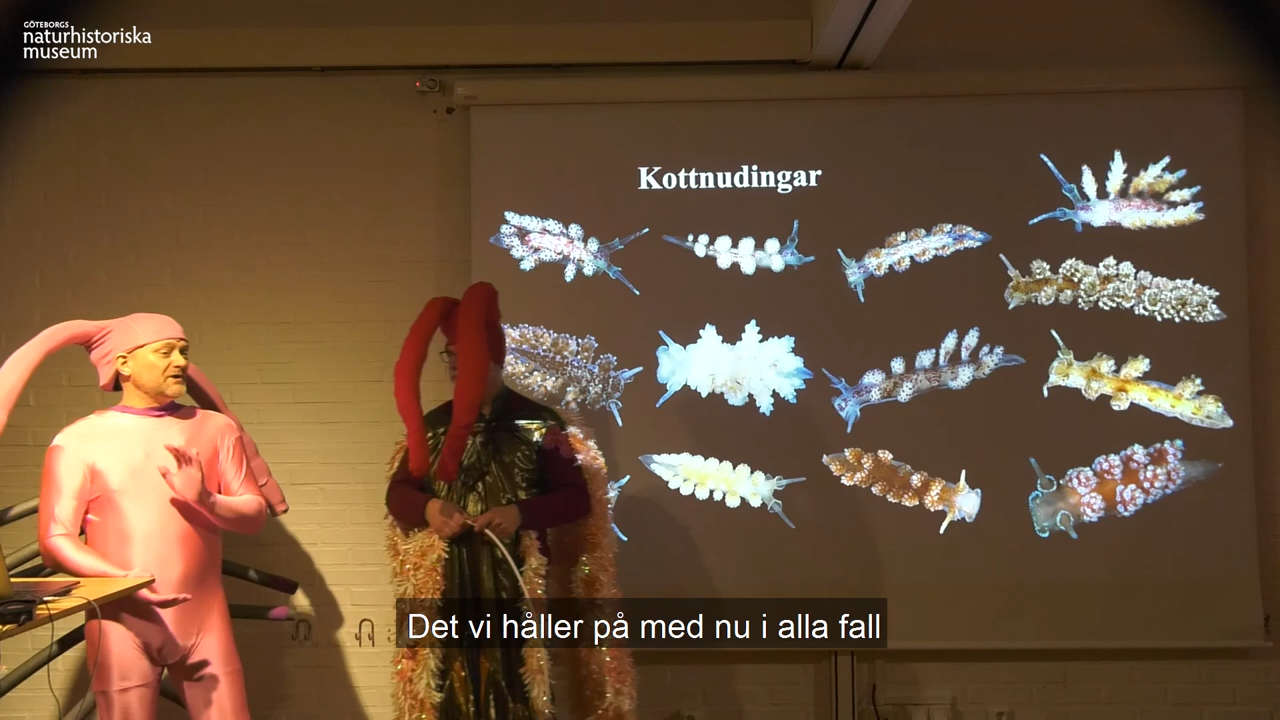 GÖTEBORGS
naturhistoriska
museum
Kottnudingar
Det vi håller på med nu i alla fall